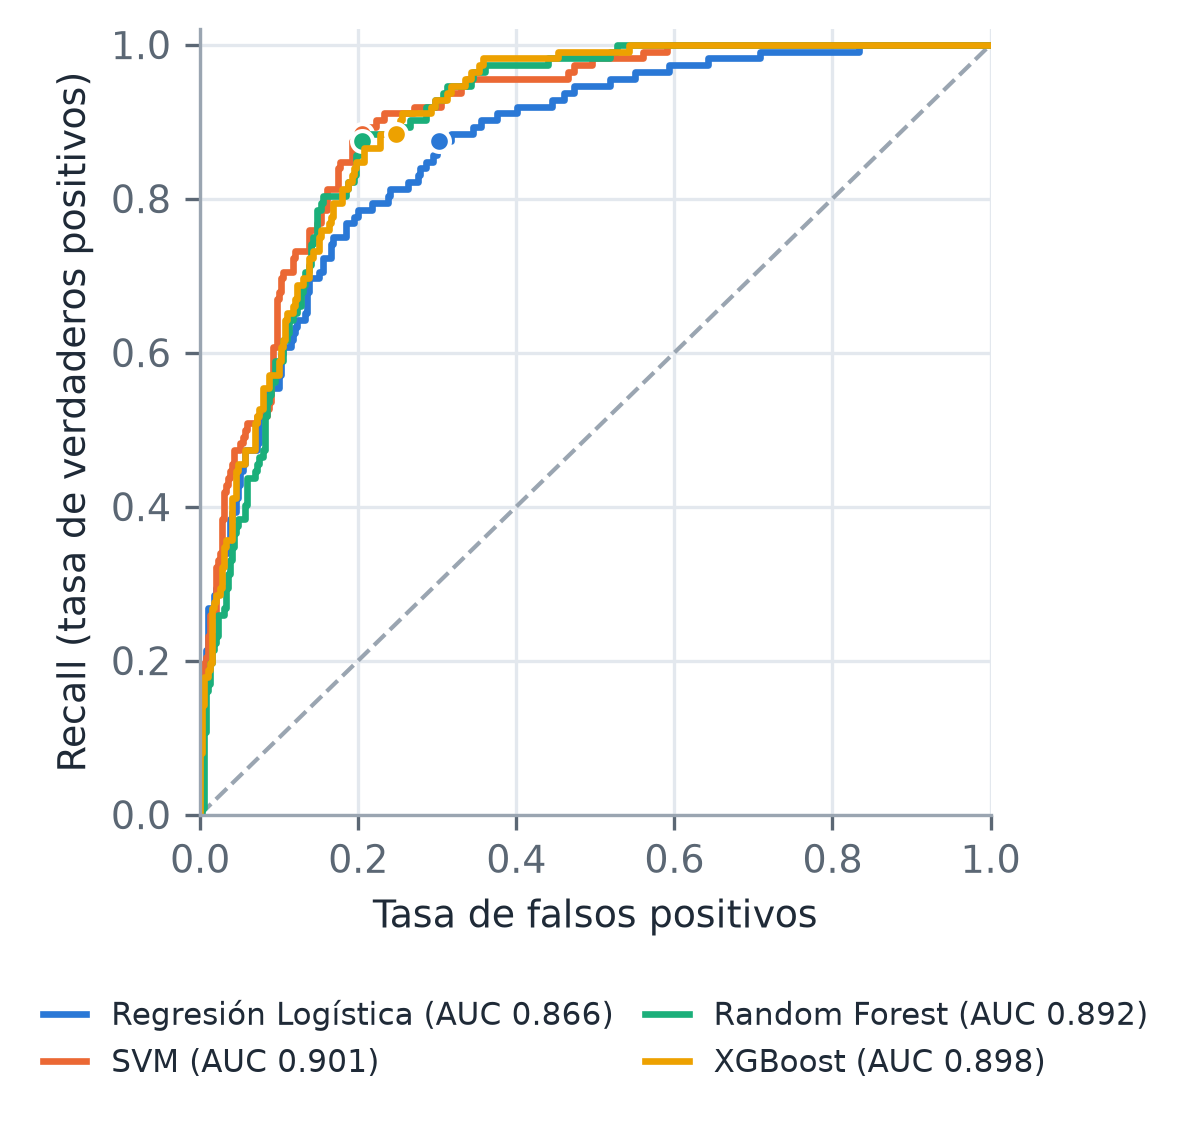 1.0
0.8
0.6
0.4
0.2
0.0
Recall (tasa de verdaderos positivos)
0.0 0.2 0.4 0.6 0.8 1.0
Tasa de falsos positivos
Regresión Logística (AUC 0.866)
SVM (AUC 0.901)
Random Forest (AUC 0.892)
XGBoost (AUC 0.898)